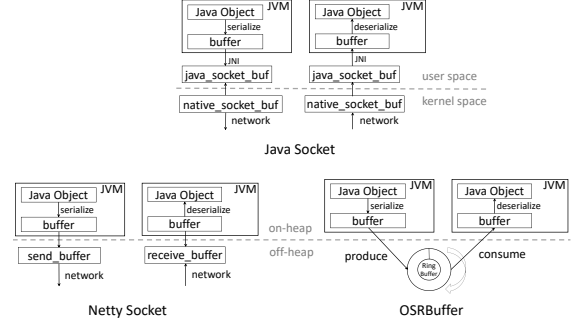 JVM
Java Object
serialize
buffer
JNI
java_socket_buf
native_socket_buf
network
JVM
Java Object
deserialize
buffer
JNI
java_socket_buf
native_socket_buf
network
user space
kernel space
Java Socket
JVM
Java Object
serialize
buffer
send_buffer
network
JVM
Java Object
deserialize
buffer
receive_buffer
network
on-heap
off-heap
Netty Socket
JVM
Java Object
serialize
buffer
produce
Ring
Buffer
JVM
Java Object
deserialize
buffer
consume
OSRBuffer